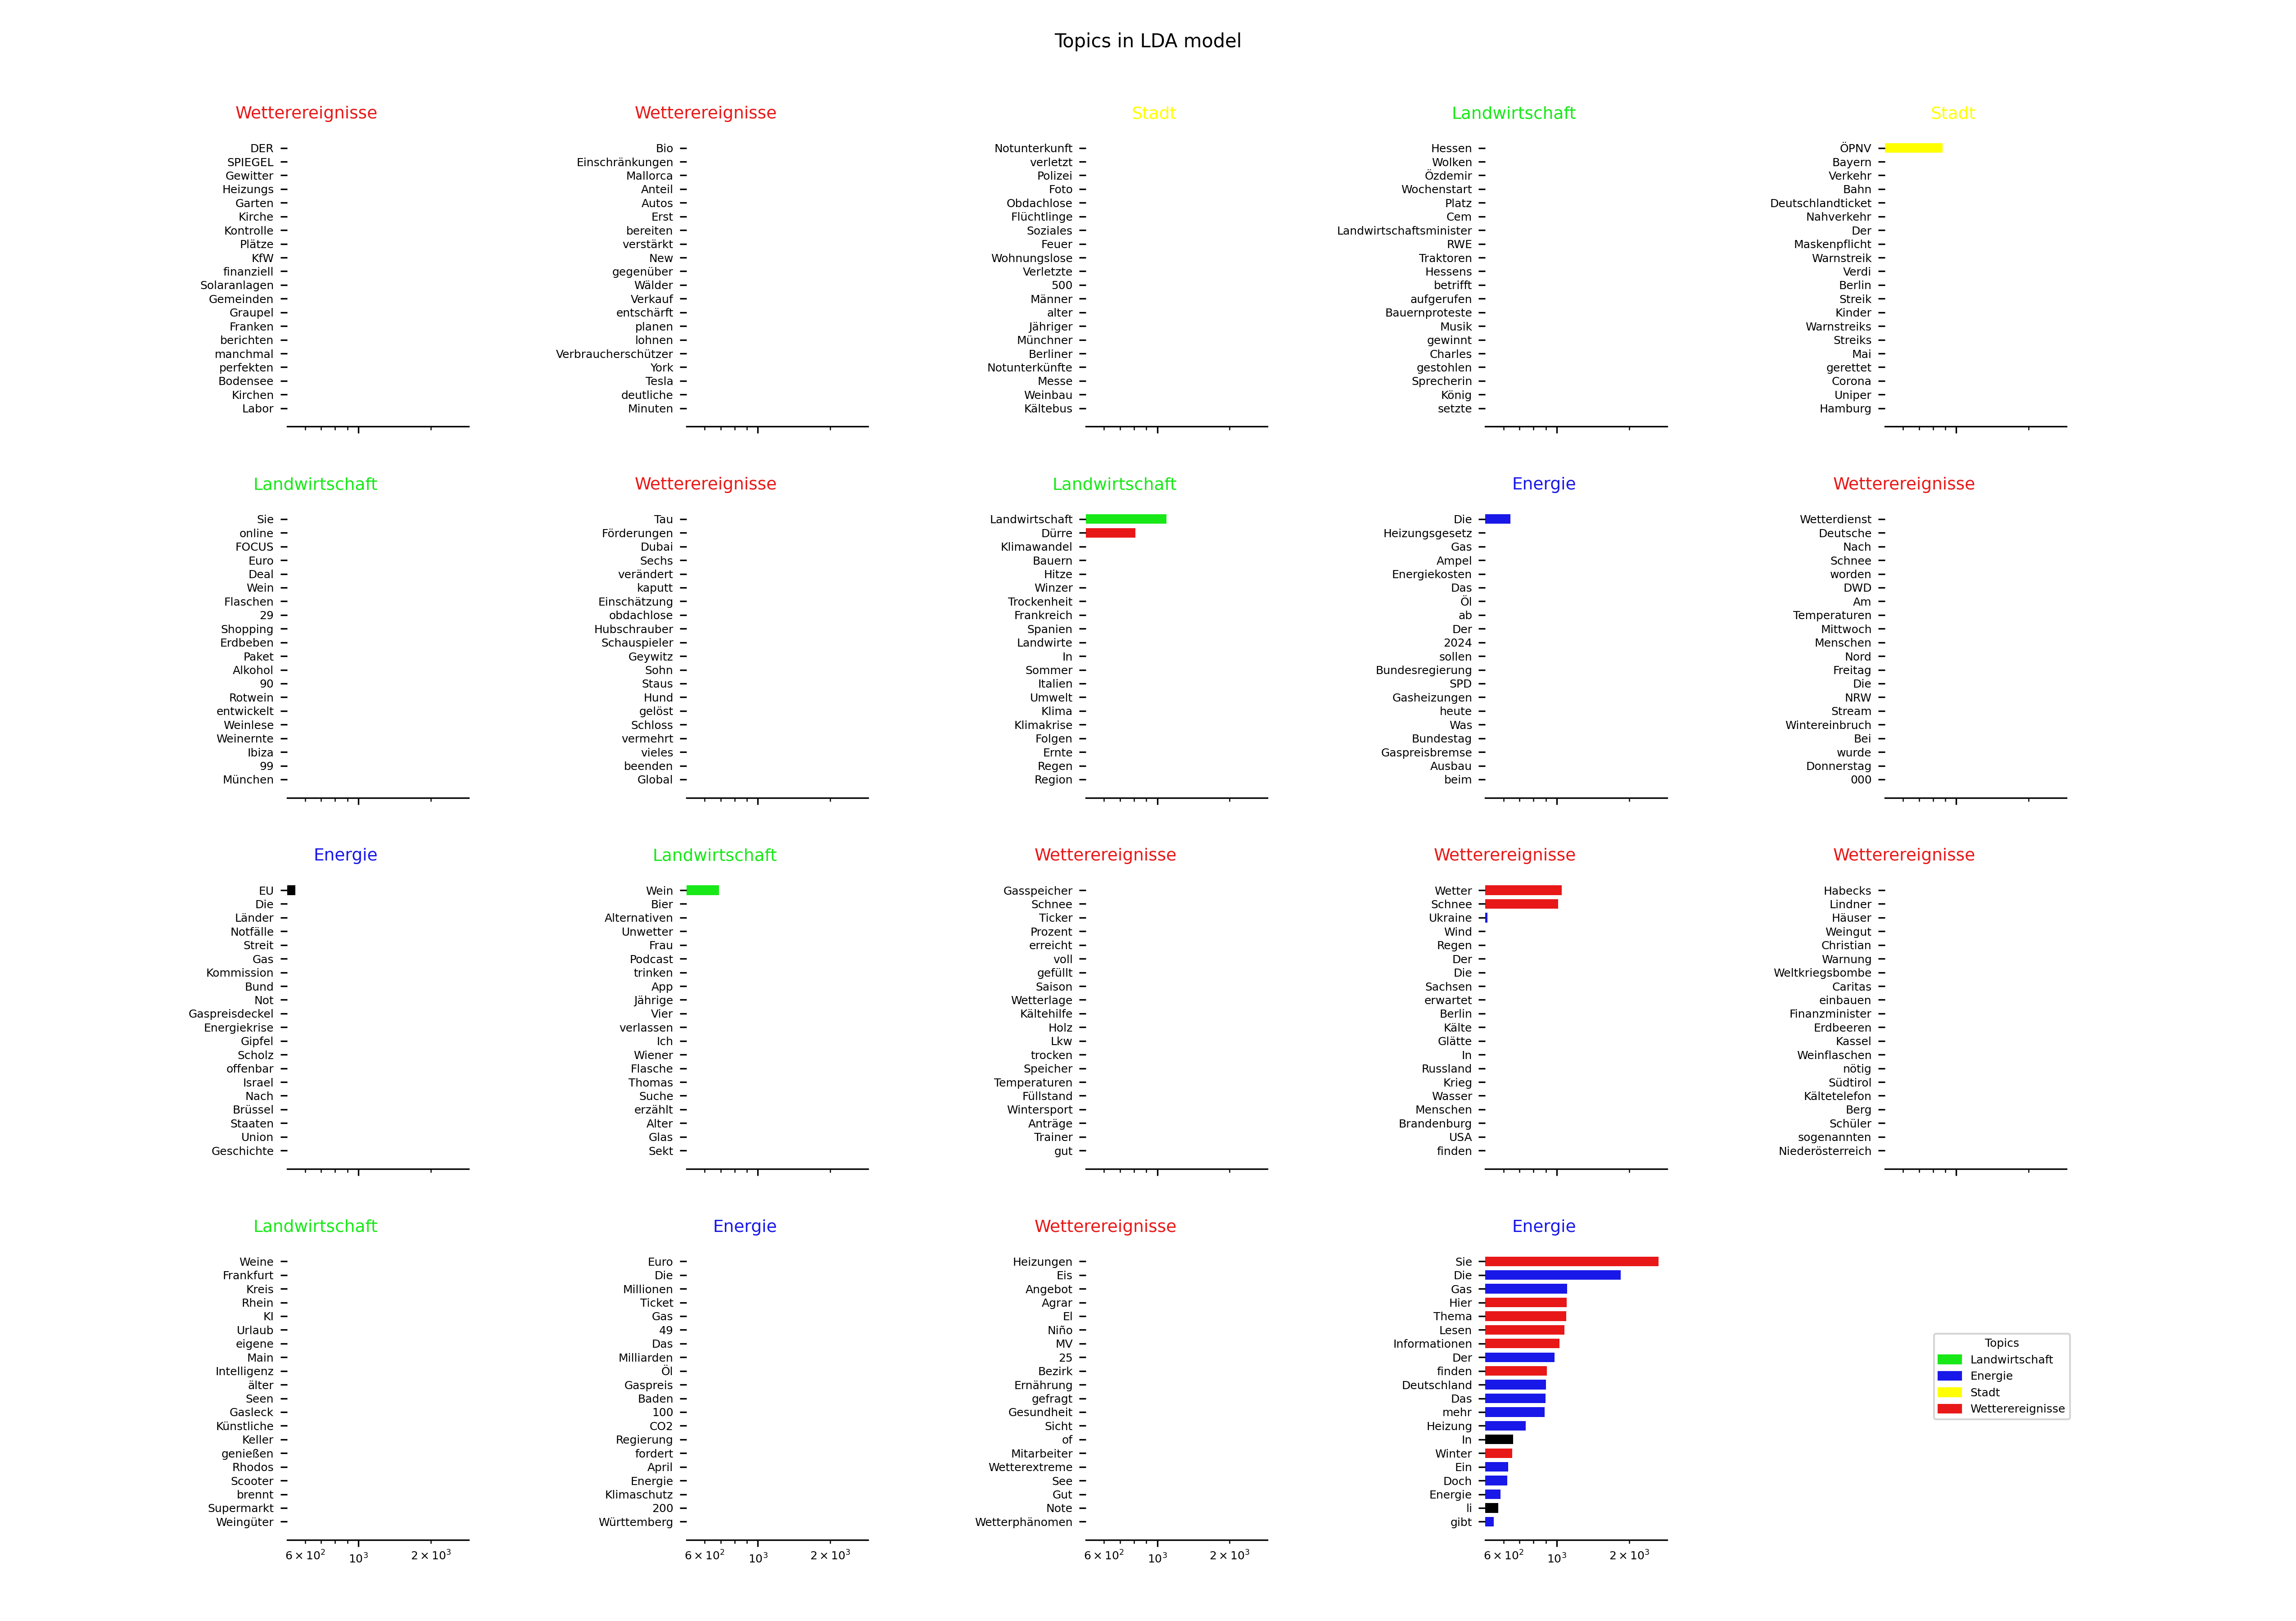 Topics in LDA model
Wetterereignisse
DER
SPIEGEL
Gewitter
Heizungs
Garten
Kirche
Kontrolle
Plätze
KfW
finanziell
Solaranlagen
Gemeinden
Graupel
Franken
berichten
manchmal
perfekten
Bodensee
Kirchen
Labor
Wetterereignisse
Bio
Einschränkungen
Mallorca
Anteil
Autos
Erst
bereiten
verstärkt
New
gegenüber
Wälder
Verkauf
entschärft
planen
lohnen
Verbraucherschützer
York
Tesla
deutliche
Minuten
Stadt
Notunterkunft
verletzt
Polizei
Foto
Obdachlose
Flüchtlinge
Soziales
Feuer
Wohnungslose
Verletzte
500
Männer
alter
Jähriger
Münchner
Berliner
Notunterkünfte
Messe
Weinbau
Kältebus
Landwirtschaft
Hessen
Wolken
Özdemir
Wochenstart
Platz
Cem
Landwirtschaftsminister
RWE
Traktoren
Hessens
betrifft
aufgerufen
Bauernproteste
Musik
gewinnt
Charles
gestohlen
Sprecherin
König
setzte
Stadt
ÖPNV
Bayern
Verkehr
Bahn
Deutschlandticket
Nahverkehr
Der
Maskenpflicht
Warnstreik
Verdi
Berlin
Streik
Kinder
Warnstreiks
Streiks
Mai
gerettet
Corona
Uniper
Hamburg
Landwirtschaft
Sie
online
FOCUS
Euro
Deal
Wein
Flaschen
29
Shopping
Erdbeben
Paket
Alkohol
90
Rotwein
entwickelt
Weinlese
Weinernte
Ibiza
99
München
Wetterereignisse
Tau
Förderungen
Dubai
Sechs
verändert
kaputt
Einschätzung
obdachlose
Hubschrauber
Schauspieler
Geywitz
Sohn
Staus
Hund
gelöst
Schloss
vermehrt
vieles
beenden
Global
Landwirtschaft
Landwirtschaft
Dürre
Klimawandel
Bauern
Hitze
Winzer
Trockenheit
Frankreich
Spanien
Landwirte
In
Sommer
Italien
Umwelt
Klima
Klimakrise
Folgen
Ernte
Regen
Region
Energie
Die
Heizungsgesetz
Gas
Ampel
Energiekosten
Das
Öl
ab
Der
2024
sollen
Bundesregierung
SPD
Gasheizungen
heute
Was
Bundestag
Gaspreisbremse
Ausbau
beim
Wetterereignisse
Wetterdienst
Deutsche
Nach
Schnee
worden
DWD
Am
Temperaturen
Mittwoch
Menschen
Nord
Freitag
Die
NRW
Stream
Wintereinbruch
Bei
wurde
Donnerstag
000
Energie
EU
Die
Länder
Notfälle
Streit
Gas
Kommission
Bund
Not
Gaspreisdeckel
Energiekrise
Gipfel
Scholz
offenbar
Israel
Nach
Brüssel
Staaten
Union
Geschichte
Landwirtschaft
Wein
Bier
Alternativen
Unwetter
Frau
Podcast
trinken
App
Jährige
Vier
verlassen
Ich
Wiener
Flasche
Thomas
Suche
erzählt
Alter
Glas
Sekt
Wetterereignisse
Gasspeicher
Schnee
Ticker
Prozent
erreicht
voll
gefüllt
Saison
Wetterlage
Kältehilfe
Holz
Lkw
trocken
Speicher
Temperaturen
Füllstand
Wintersport
Anträge
Trainer
gut
Wetterereignisse
Wetter
Schnee
Ukraine
Wind
Regen
Der
Die
Sachsen
erwartet
Berlin
Kälte
Glätte
In
Russland
Krieg
Wasser
Menschen
Brandenburg
USA
finden
Wetterereignisse
Habecks
Lindner
Häuser
Weingut
Christian
Warnung
Weltkriegsbombe
Caritas
einbauen
Finanzminister
Erdbeeren
Kassel
Weinflaschen
nötig
Südtirol
Kältetelefon
Berg
Schüler
sogenannten
Niederösterreich
Landwirtschaft
Weine
Frankfurt
Kreis
Rhein
KI
Urlaub
eigene
Main
Intelligenz
älter
Seen
Gasleck
Künstliche
Keller
genießen
Rhodos
Scooter
brennt
Supermarkt
Weingüter
6 × 10² 10³ 2 × 10³
Energie
Euro
Die
Millionen
Ticket
Gas
49
Das
Milliarden
Öl
Gaspreis
Baden
100
CO2
Regierung
fordert
April
Energie
Klimaschutz
200
Württemberg
6 × 10² 10³ 2 × 10³
Wetterereignisse
Heizungen
Eis
Angebot
Agrar
El
Niño
MV
25
Bezirk
Ernährung
gefragt
Gesundheit
Sicht
of
Mitarbeiter
Wetterextreme
See
Gut
Note
Wetterphänomen
6 × 10² 10³ 2 × 10³
Energie
Sie
Die
Gas
Hier
Thema
Lesen
Informationen
Der
finden
Deutschland
Das
mehr
Heizung
In
Winter
Ein
Doch
Energie
li
gibt
6 × 10² 10³ 2 × 10³
Topics
Landwirtschaft
Energie
Stadt
Wetterereignisse